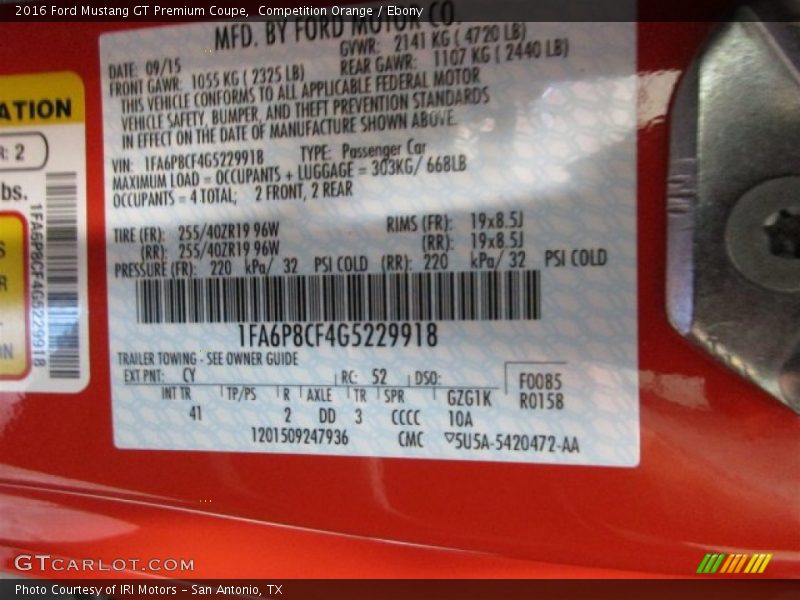 2016 Ford Mustang GT Premium Coupe,  Competition Orange / Ebony
MFD. BY FORD MOTOR CO.
DATE: 09/15 GVWR: 2141 KG ( 4720 LB)
FRONT GAWR: 1055 KG ( 2325 LB) REAR GAWR: 1107 KG ( 2440 LB)
THIS VEHICLE CONFORMS TO ALL APPLICABLE FEDERAL MOTOR
VEHICLE SAFETY, BUMPER, AND THEFT PREVENTION STANDARDS
IN EFFECT ON THE DATE OF MANUFACTURE SHOWN ABOVE.
VIN: 1FA6P8CF4G5229918 TYPE: Passenger Car
MAXIMUM LOAD = OCCUPANTS + LUGGAGE = 303KG/ 668LB
OCCUPANTS = 4 TOTAL; 2 FRONT, 2 REAR
TIRE (FR): 255/40ZR19 96W RIMS (FR): 19x8.5J
(RR): 255/40ZR19 96W (RR): 19x8.5J
PRESSURE (FR): 220 kPa/ 32 PSI COLD (RR): 220 kPa/ 32 PSI COLD
1FA6P8CF4G5229918
TRAILER TOWING - SEE OWNER GUIDE
EXT PNT: CY RC: 52 DSO: F0085
INT TR TP/PS R AXLE TR SPR GZG1K R0158
41 2 DD 3 CCCC 10A
1201509247936 CMC ▽5U5A-5420472-AA
ATION
R: 2
bs.
1FA6P8CF4G5229918
S
R
N
GTCARLOT.COM
Photo Courtesy of IRI Motors – San Antonio, TX